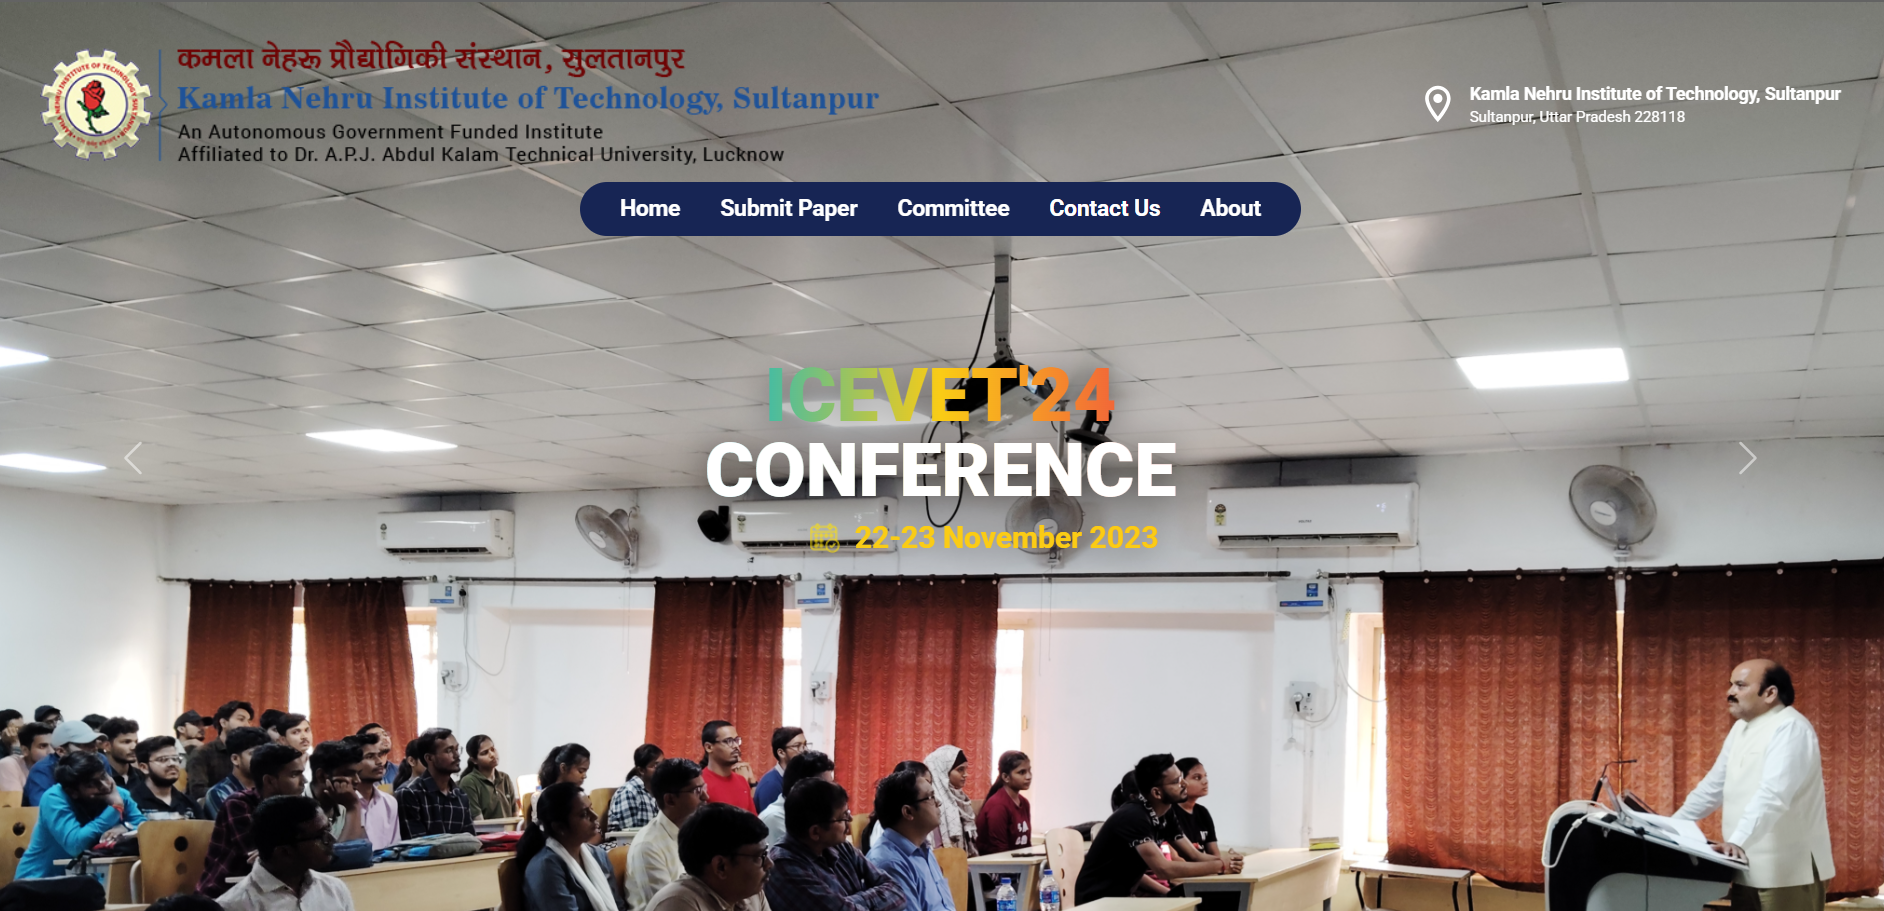 कमला नेहरू प्रौद्योगिकी संस्थान, सुलतानपुर
Kamla Nehru Institute of Technology, Sultanpur
An Autonomous Government Funded Institute
Affiliated to Dr. A.P.J. Abdul Kalam Technical University, Lucknow
Kamla Nehru Institute of Technology, Sultanpur
Sultanpur, Uttar Pradesh 228118
Home Submit Paper Committee Contact Us About
ICEVET'24
CONFERENCE
22-23 November 2023